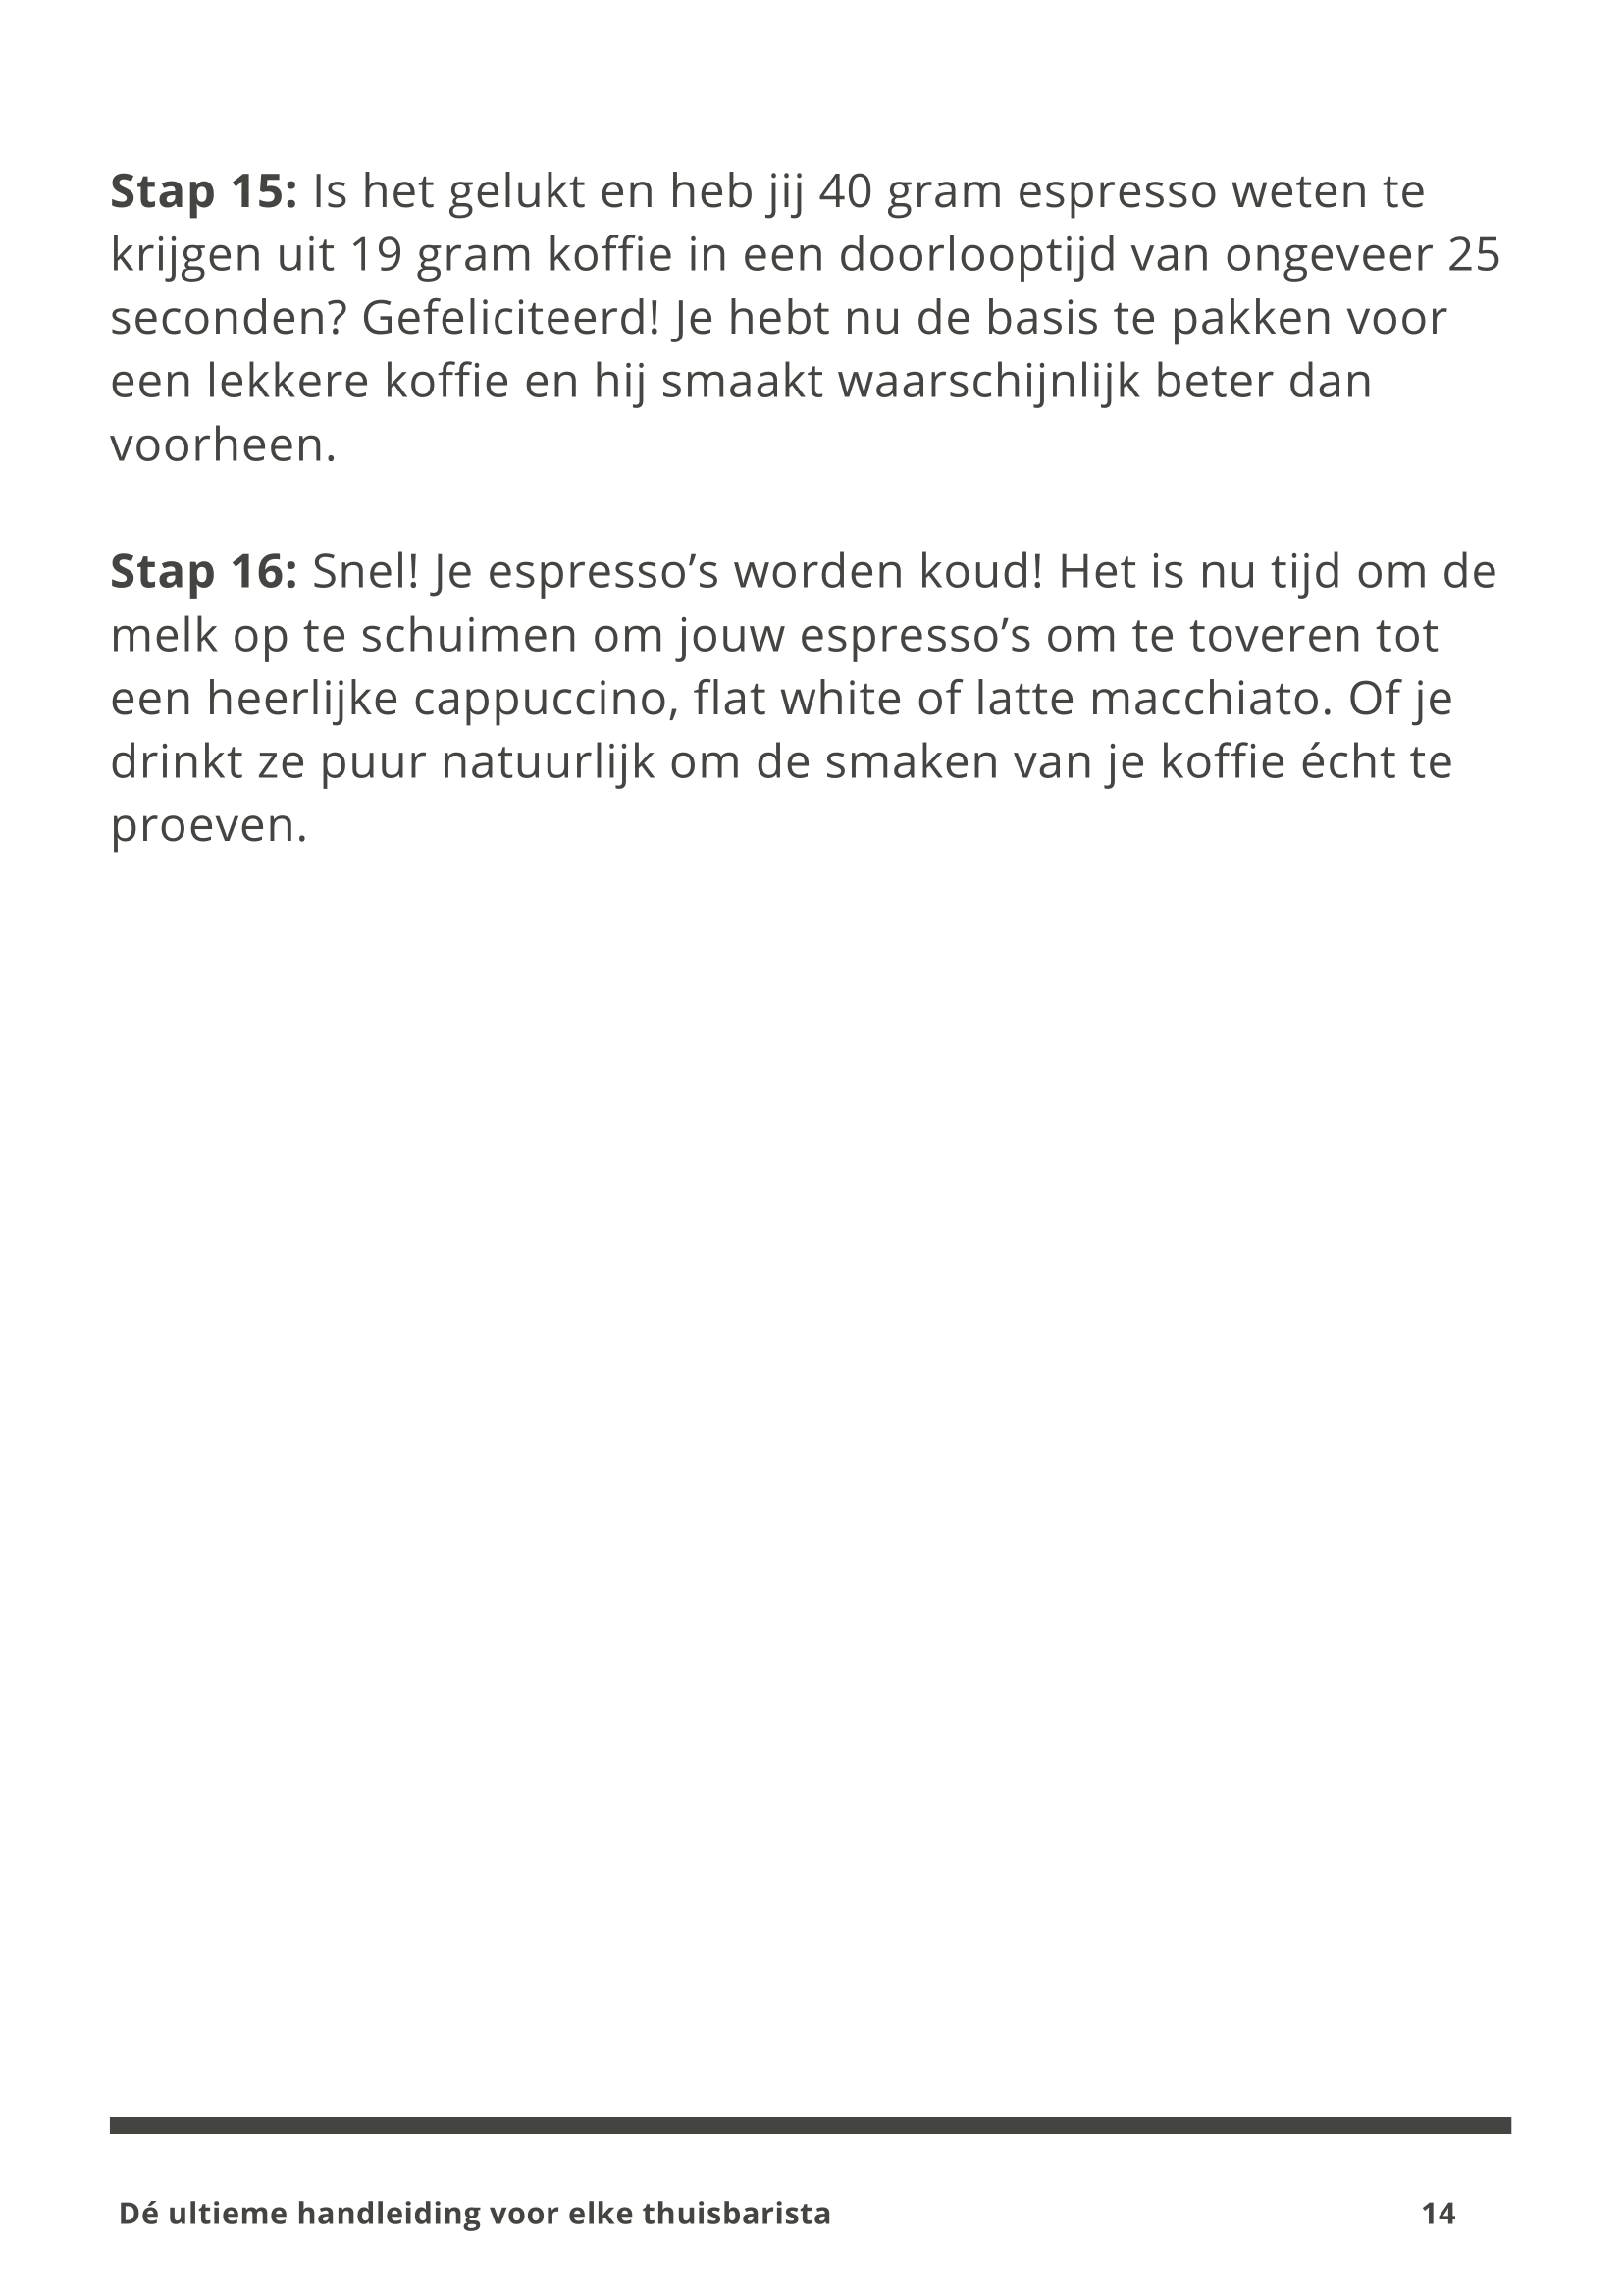 Stap 15: Is het gelukt en heb jij 40 gram espresso weten te
krijgen uit 19 gram koffie in een doorlooptijd van ongeveer 25
seconden? Gefeliciteerd! Je hebt nu de basis te pakken voor
een lekkere koffie en hij smaakt waarschijnlijk beter dan
voorheen.
Stap 16: Snel! Je espresso’s worden koud! Het is nu tijd om de
melk op te schuimen om jouw espresso’s om te toveren tot
een heerlijke cappuccino, flat white of latte macchiato. Of je
drinkt ze puur natuurlijk om de smaken van je koffie écht te
proeven.
Dé ultieme handleiding voor elke thuisbarista 14